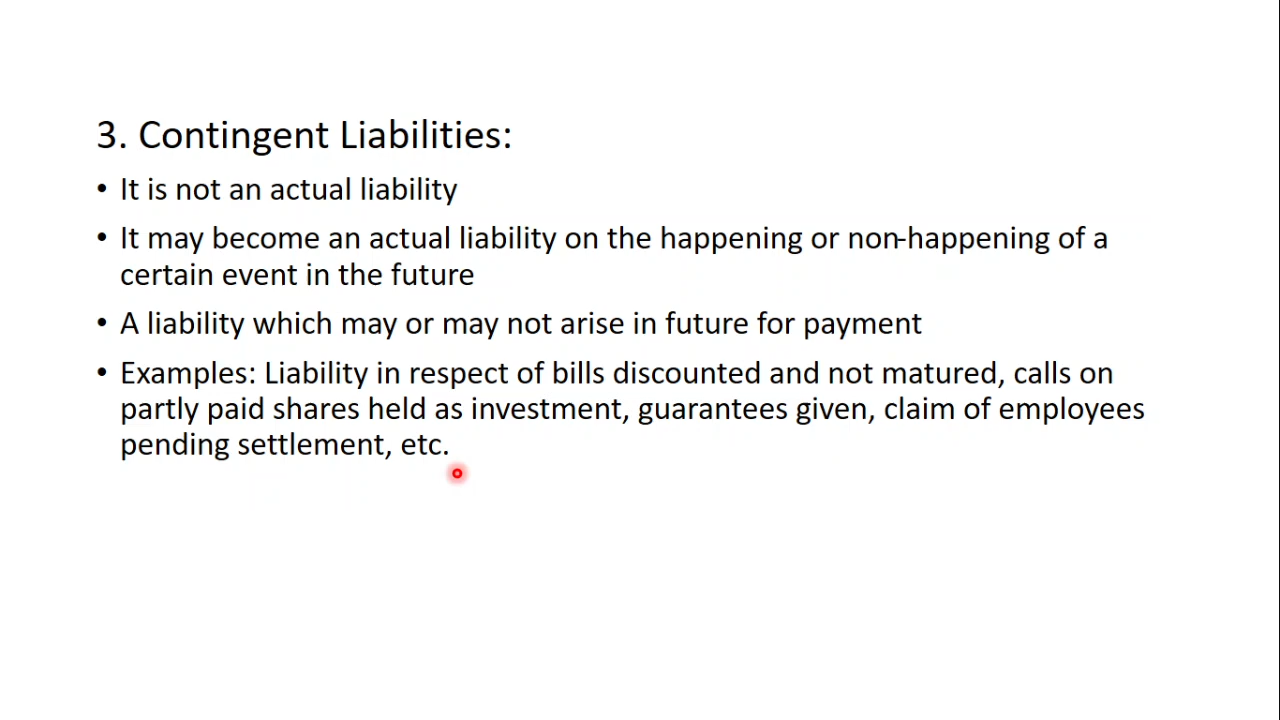 3. Contingent Liabilities:
• It is not an actual liability
• It may become an actual liability on the happening or non-happening of a
certain event in the future
• A liability which may or may not arise in future for payment
• Examples: Liability in respect of bills discounted and not matured, calls on
partly paid shares held as investment, guarantees given, claim of employees
pending settlement, etc.